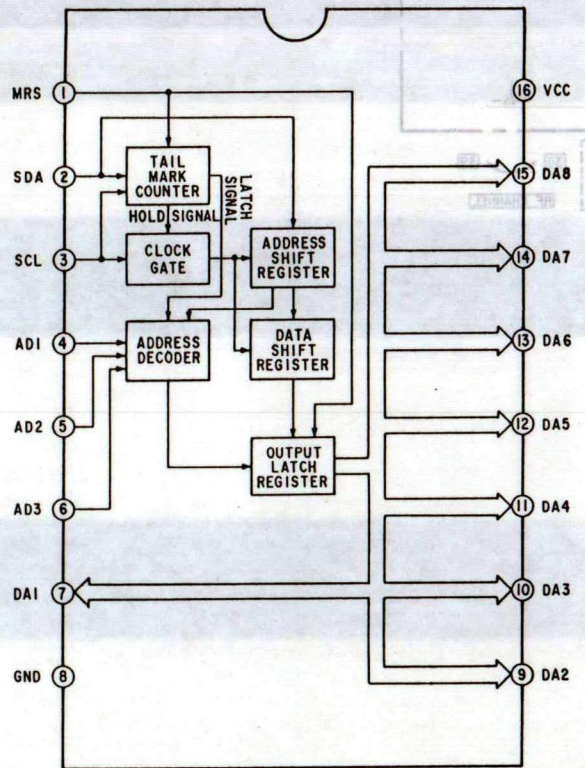 MRS 1
SDA 2
SCL 3
AD1 4
AD2 5
AD3 6
DA1 7
GND 8
TAIL
MARK
COUNTER
HOLD SIGNAL
LATCH
SIGNAL
CLOCK
GATE
ADDRESS
SHIFT
REGISTER
ADDRESS
DECODER
DATA
SHIFT
REGISTER
OUTPUT
LATCH
REGISTER
16 VCC
15 DA8
14 DA7
13 DA6
12 DA5
11 DA4
10 DA3
9 DA2